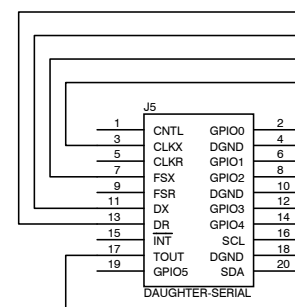 J5
1 CNTL GPIO0 2
3 CLKX DGND 4
5 CLKR GPIO1 6
7 FSX GPIO2 8
9 FSR DGND 10
11 DX GPIO3 12
13 DR GPIO4 14
15 INT SCL 16
17 TOUT DGND 18
19 GPIO5 SDA 20
DAUGHTER-SERIAL